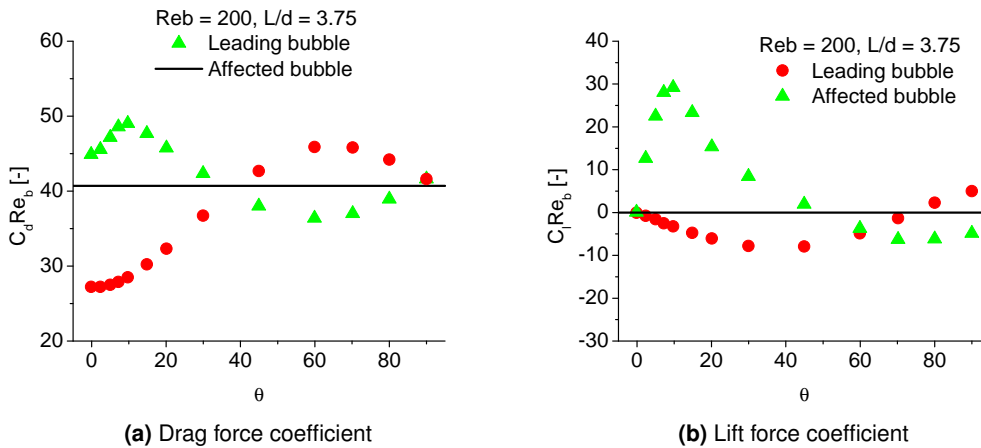 Reb = 200, L/d = 3.75
Leading bubble
Affected bubble
60
50
40
30
20
C_dRe_b [-]
0
20
40
60
80
θ
(a) Drag force coefficient
Reb = 200, L/d = 3.75
Leading bubble
Affected bubble
40
30
20
10
0
-10
-20
-30
C_lRe_b [-]
0
20
40
60
80
θ
(b) Lift force coefficient